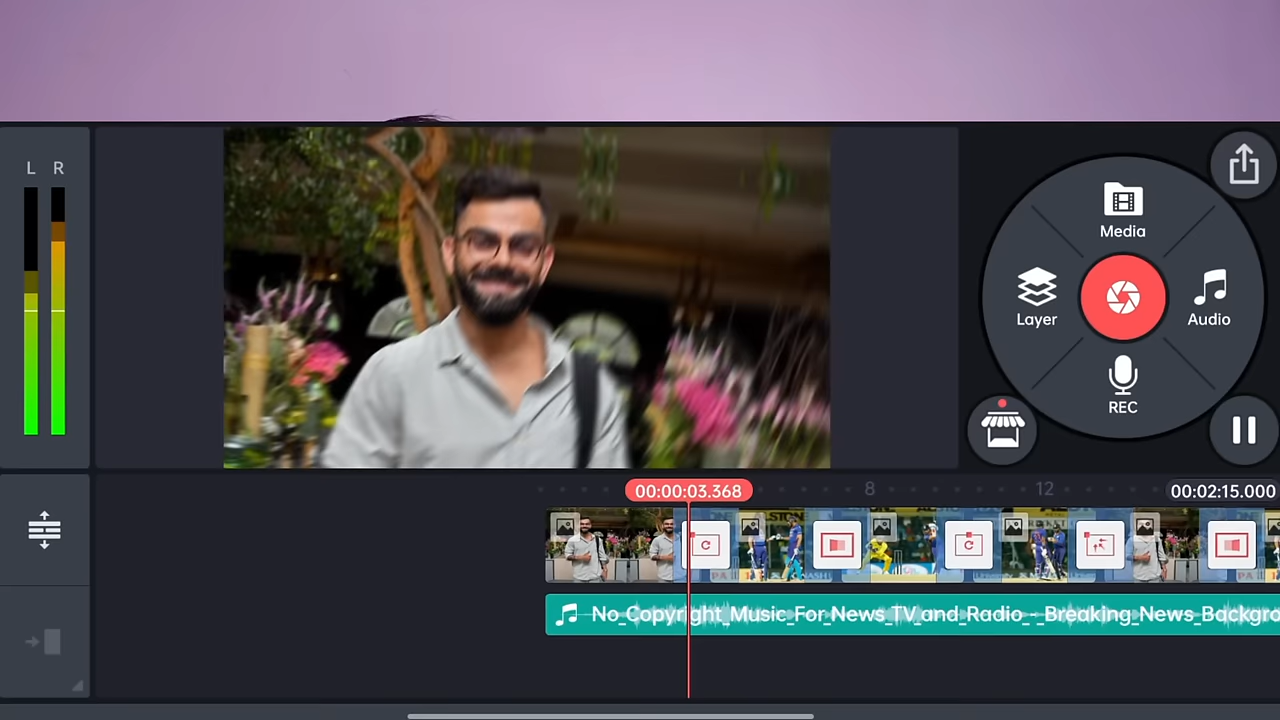 L R
Media
Layer
Audio
REC
00:00:03.368
8
12
00:02:15.000
No_Copyright_Music_For_News_TV_and_Radio_-_Breaking_News_Backgro